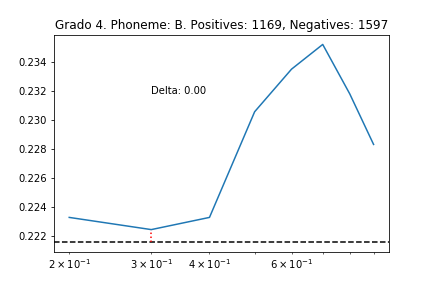 Grado 4. Phoneme: B. Positives: 1169, Negatives: 1597
0.234
Delta: 0.00
0.232
0.230
0.228
0.226
0.224
0.222
2 × 10⁻¹ 3 × 10⁻¹ 4 × 10⁻¹ 6 × 10⁻¹